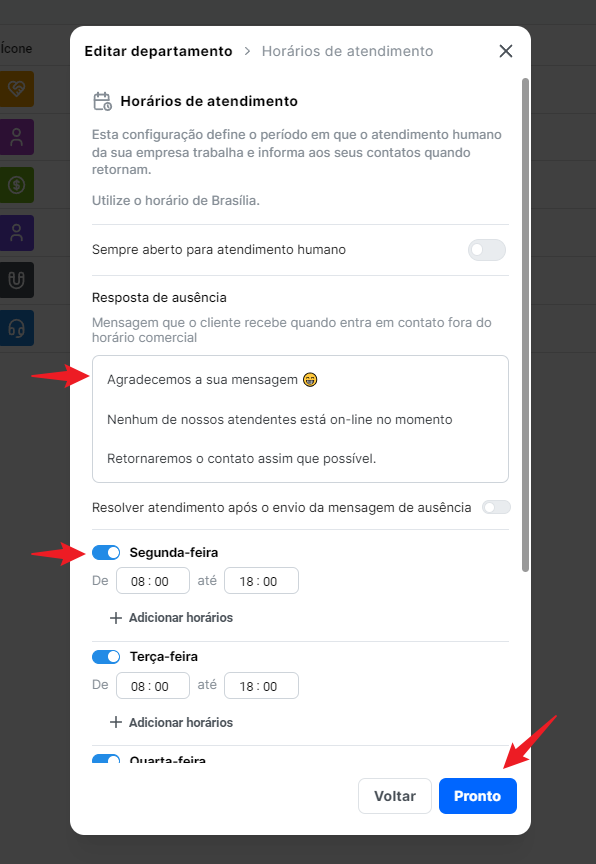 Ícone
Editar departamento > Horários de atendimento
Horários de atendimento
Esta configuração define o período em que o atendimento humano
da sua empresa trabalha e informa aos seus contatos quando
retornam.
Utilize o horário de Brasília.
Sempre aberto para atendimento humano
Resposta de ausência
Mensagem que o cliente recebe quando entra em contato fora do
horário comercial
Agradecemos a sua mensagem 😁
Nenhum de nossos atendentes está on-line no momento
Retornaremos o contato assim que possível.
Resolver atendimento após o envio da mensagem de ausência
Segunda-feira
De 08 : 00 até 18 : 00
+ Adicionar horários
Terça-feira
De 08 : 00 até 18 : 00
+ Adicionar horários
Quarta-feira
Voltar Pronto